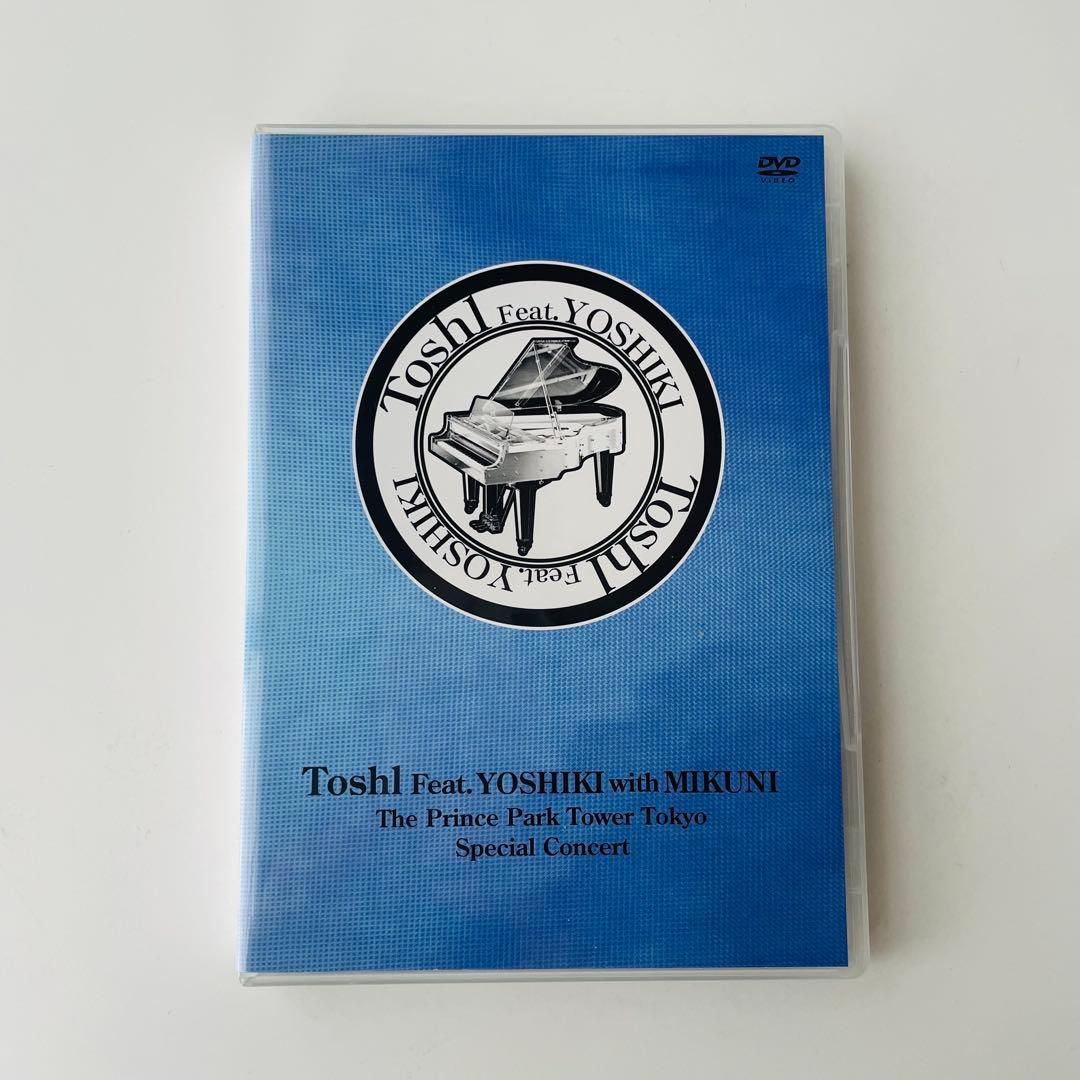 DVD
VIDEO
Toshl Feat. YOSHIKI
Toshl Feat. YOSHIKI
Toshl Feat. YOSHIKI with MIKUNI
The Prince Park Tower Tokyo
Special Concert